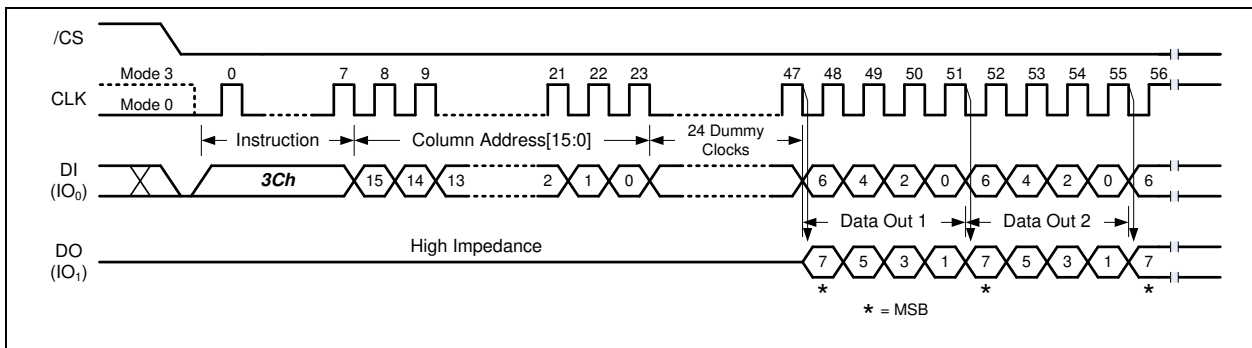 /CS
Mode 3 0 7 8 9 21 22 23 47 48 49 50 51 52 53 54 55 56
CLK Mode 0
Instruction Column Address[15:0] 24 Dummy
Clocks
DI
(IO0) 3Ch 15 14 13 2 1 0 6 4 2 0 6 4 2 0 6
Data Out 1 Data Out 2
High Impedance
DO
(IO1) 7 5 3 1 7 5 3 1 7
* * *
* = MSB